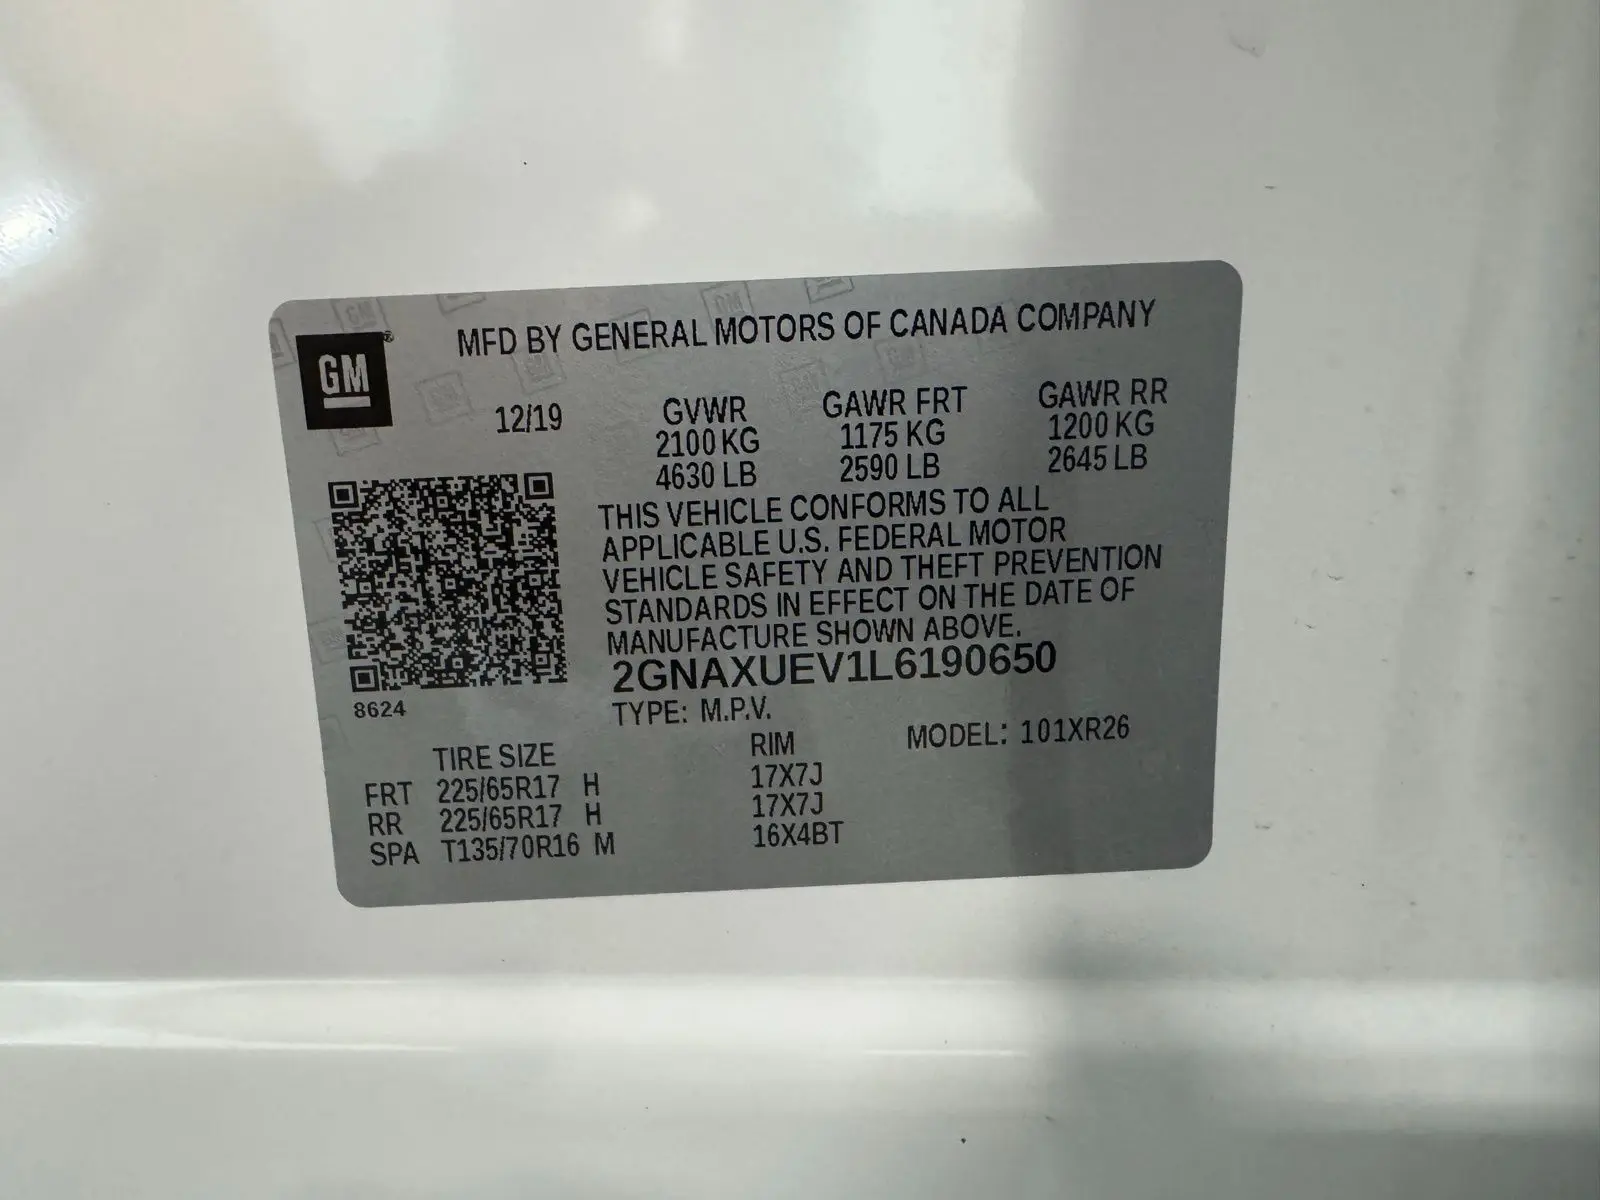 MFD BY GENERAL MOTORS OF CANADA COMPANY
GM®
12/19 GVWR GAWR FRT GAWR RR
2100 KG 1175 KG 1200 KG
4630 LB 2590 LB 2645 LB
THIS VEHICLE CONFORMS TO ALL
APPLICABLE U.S. FEDERAL MOTOR
VEHICLE SAFETY AND THEFT PREVENTION
STANDARDS IN EFFECT ON THE DATE OF
MANUFACTURE SHOWN ABOVE.
2GNAXUEV1L6190650
8624
TYPE: M.P.V. MODEL: 101XR26
TIRE SIZE RIM
FRT 225/65R17 H 17X7J
RR 225/65R17 H 17X7J
SPA T135/70R16 M 16X4BT